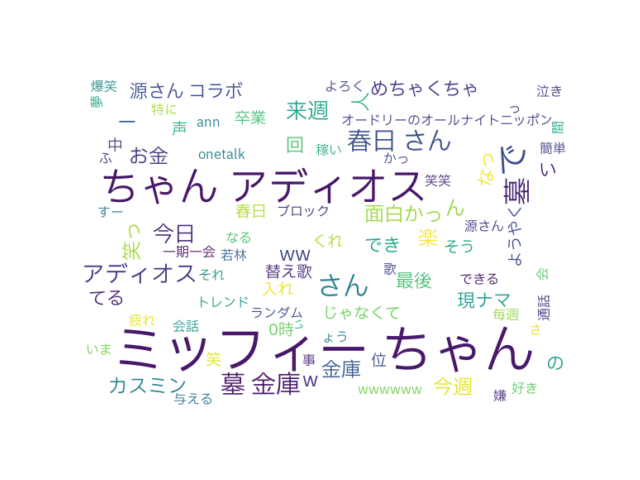 爆笑
源さん コラボ
よろく
めちゃくちゃ
泣き
特に
来週
人
っ
歌
一
声
ann
卒業
オードリーのオールナイトニッポン
中
回
春日 さん
間
ふ
お金
onetalk
稼い
かっ
で
簡単
い
ちゃん アディオス
笑笑
なっ
墓
すー
春日
ブロック
面白かっ
ん
源さん
ようやく
笑っ
今日
なる
くれ
でき
楽
そう
一期一会
若林
ww
アディオス
それ
替え歌
さん
歌
最後
できる
会
てる
入れ
現ナマ
トレンド
ランダム
じゃなくて
毎週
通話
疲れ
会話
0時
い
さ
いま
ミッフィー ちゃん
ょう
笑
事
金庫
位
の
カスミン
墓 金庫
w
wwwwww
今週
好き
与える
嫌